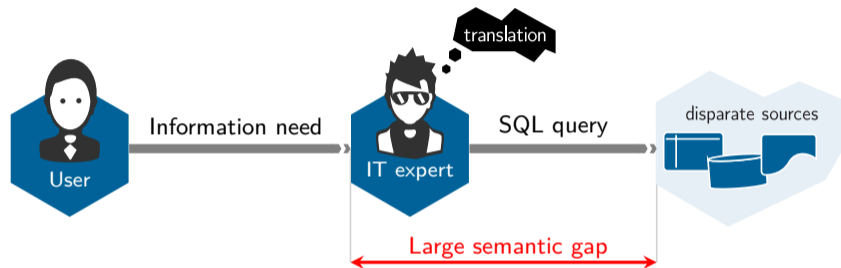 translation
Information need
SQL query
disparate sources
User
IT expert
Large semantic gap